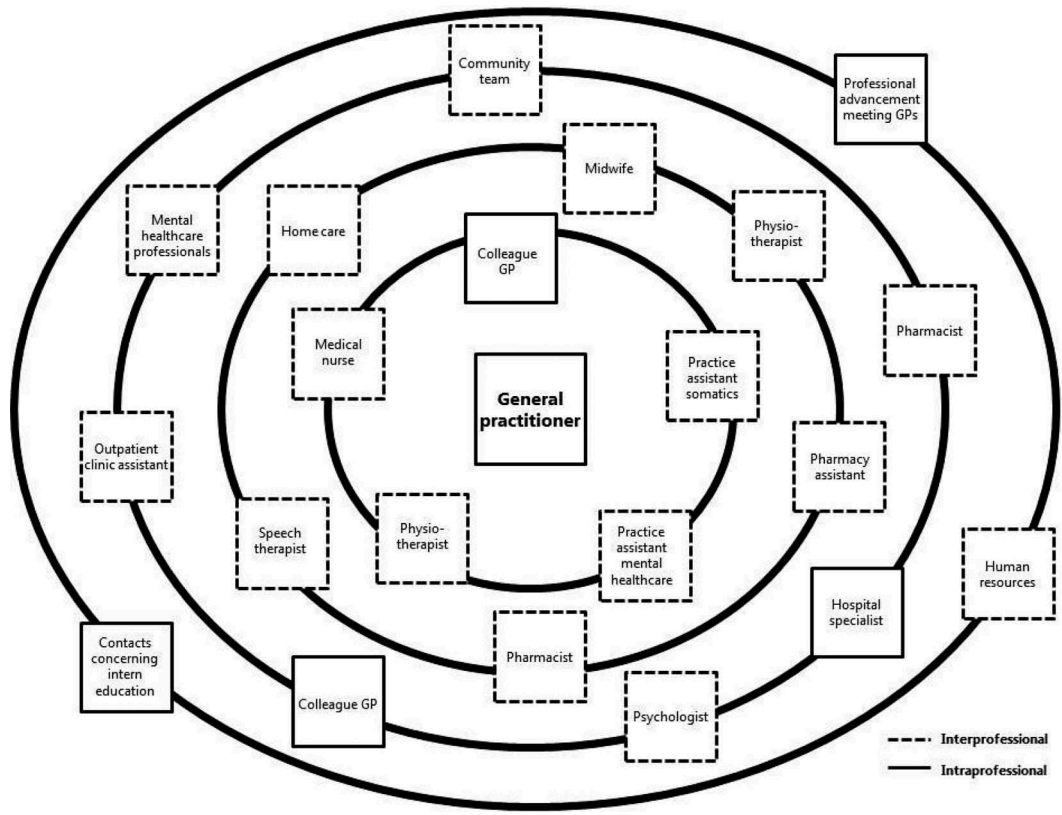 Community
team
Professional
advancement
meeting GPs
Midwife
Mental
healthcare
professionals
Home care
Physio-
therapist
Colleague
GP
Pharmacist
Medical
nurse
Practice
assistant
somatics
General
practitioner
Outpatient
clinic assistant
Pharmacy
assistant
Speech
therapist
Physio-
therapist
Practice
assistant
mental
healthcare
Human
resources
Hospital
specialist
Contacts
concerning
intern
education
Pharmacist
Colleague GP
Psychologist
Interprofessional
Intraprofessional